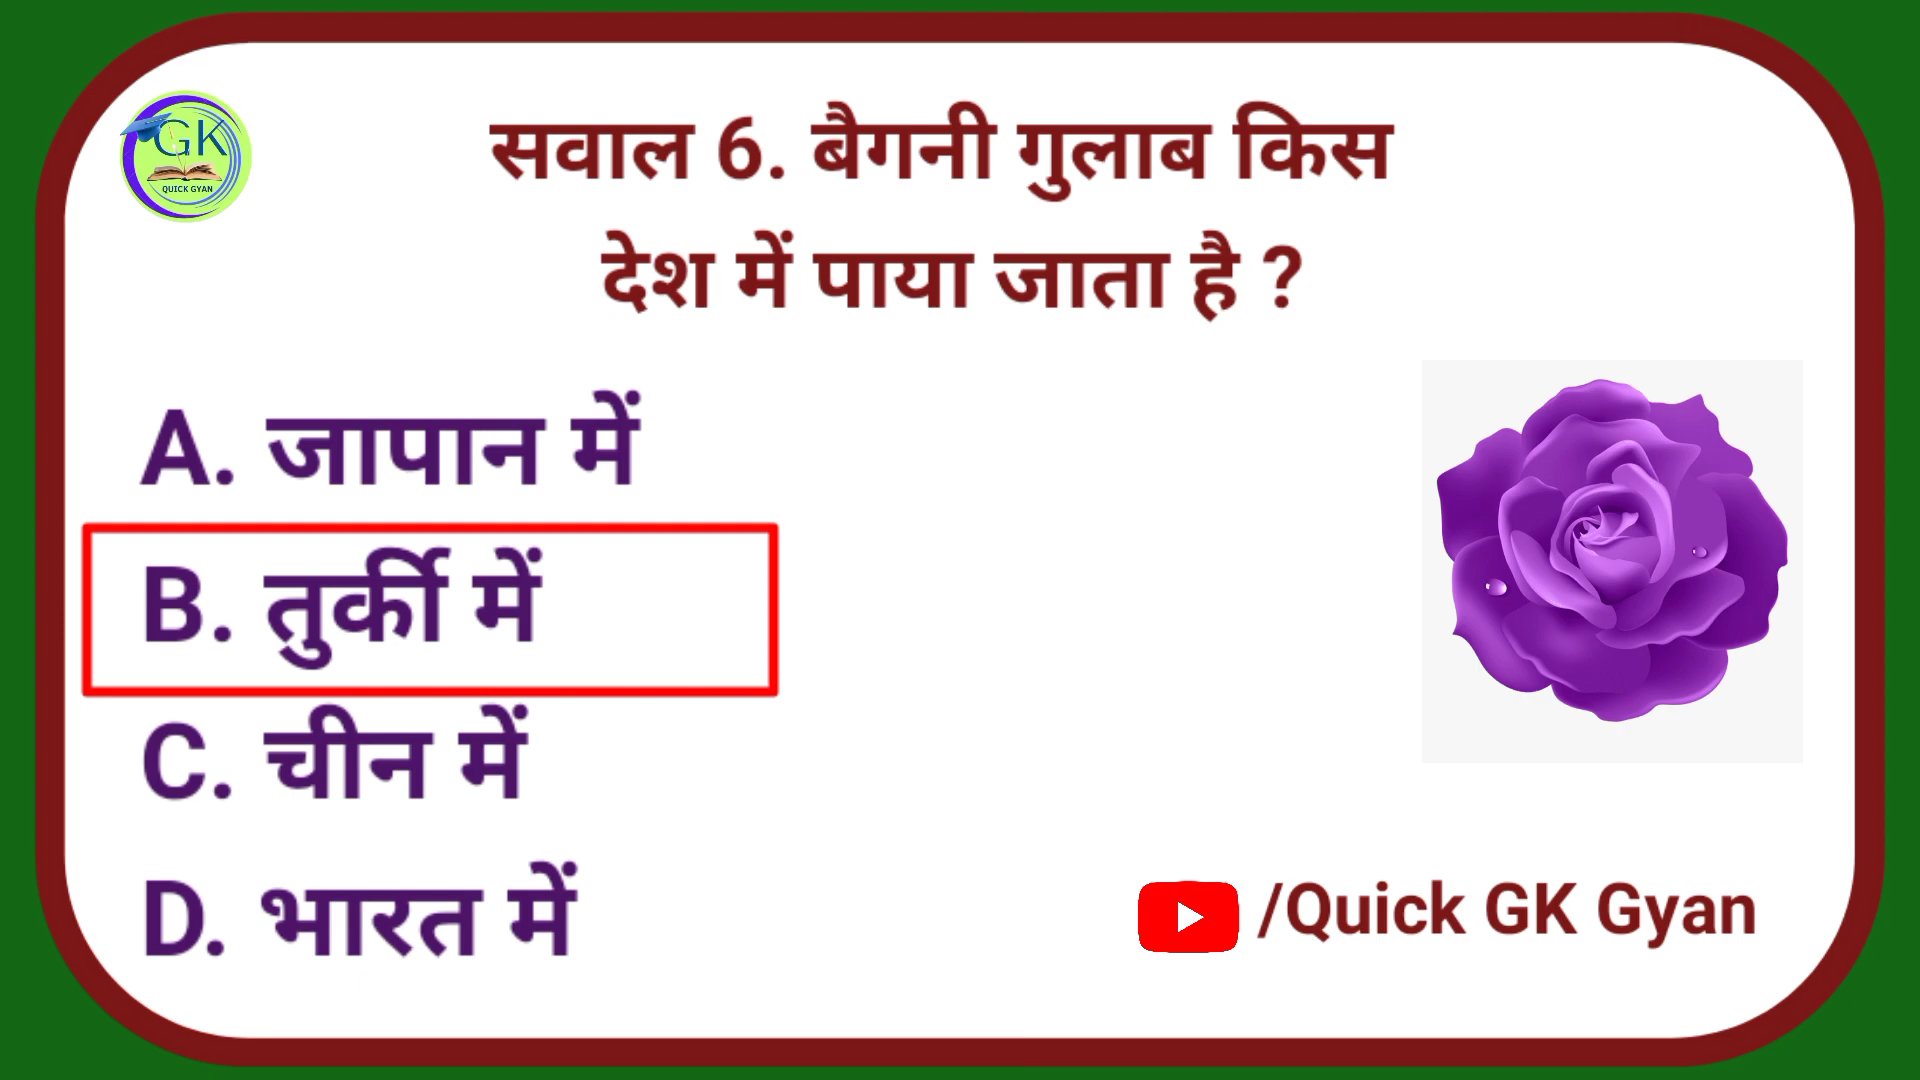 GK
QUICK GYAN
सवाल 6. बैगनी गुलाब किस
देश में पाया जाता है ?
A. जापान में
B. तुर्की में
C. चीन में
D. भारत में
/Quick GK Gyan